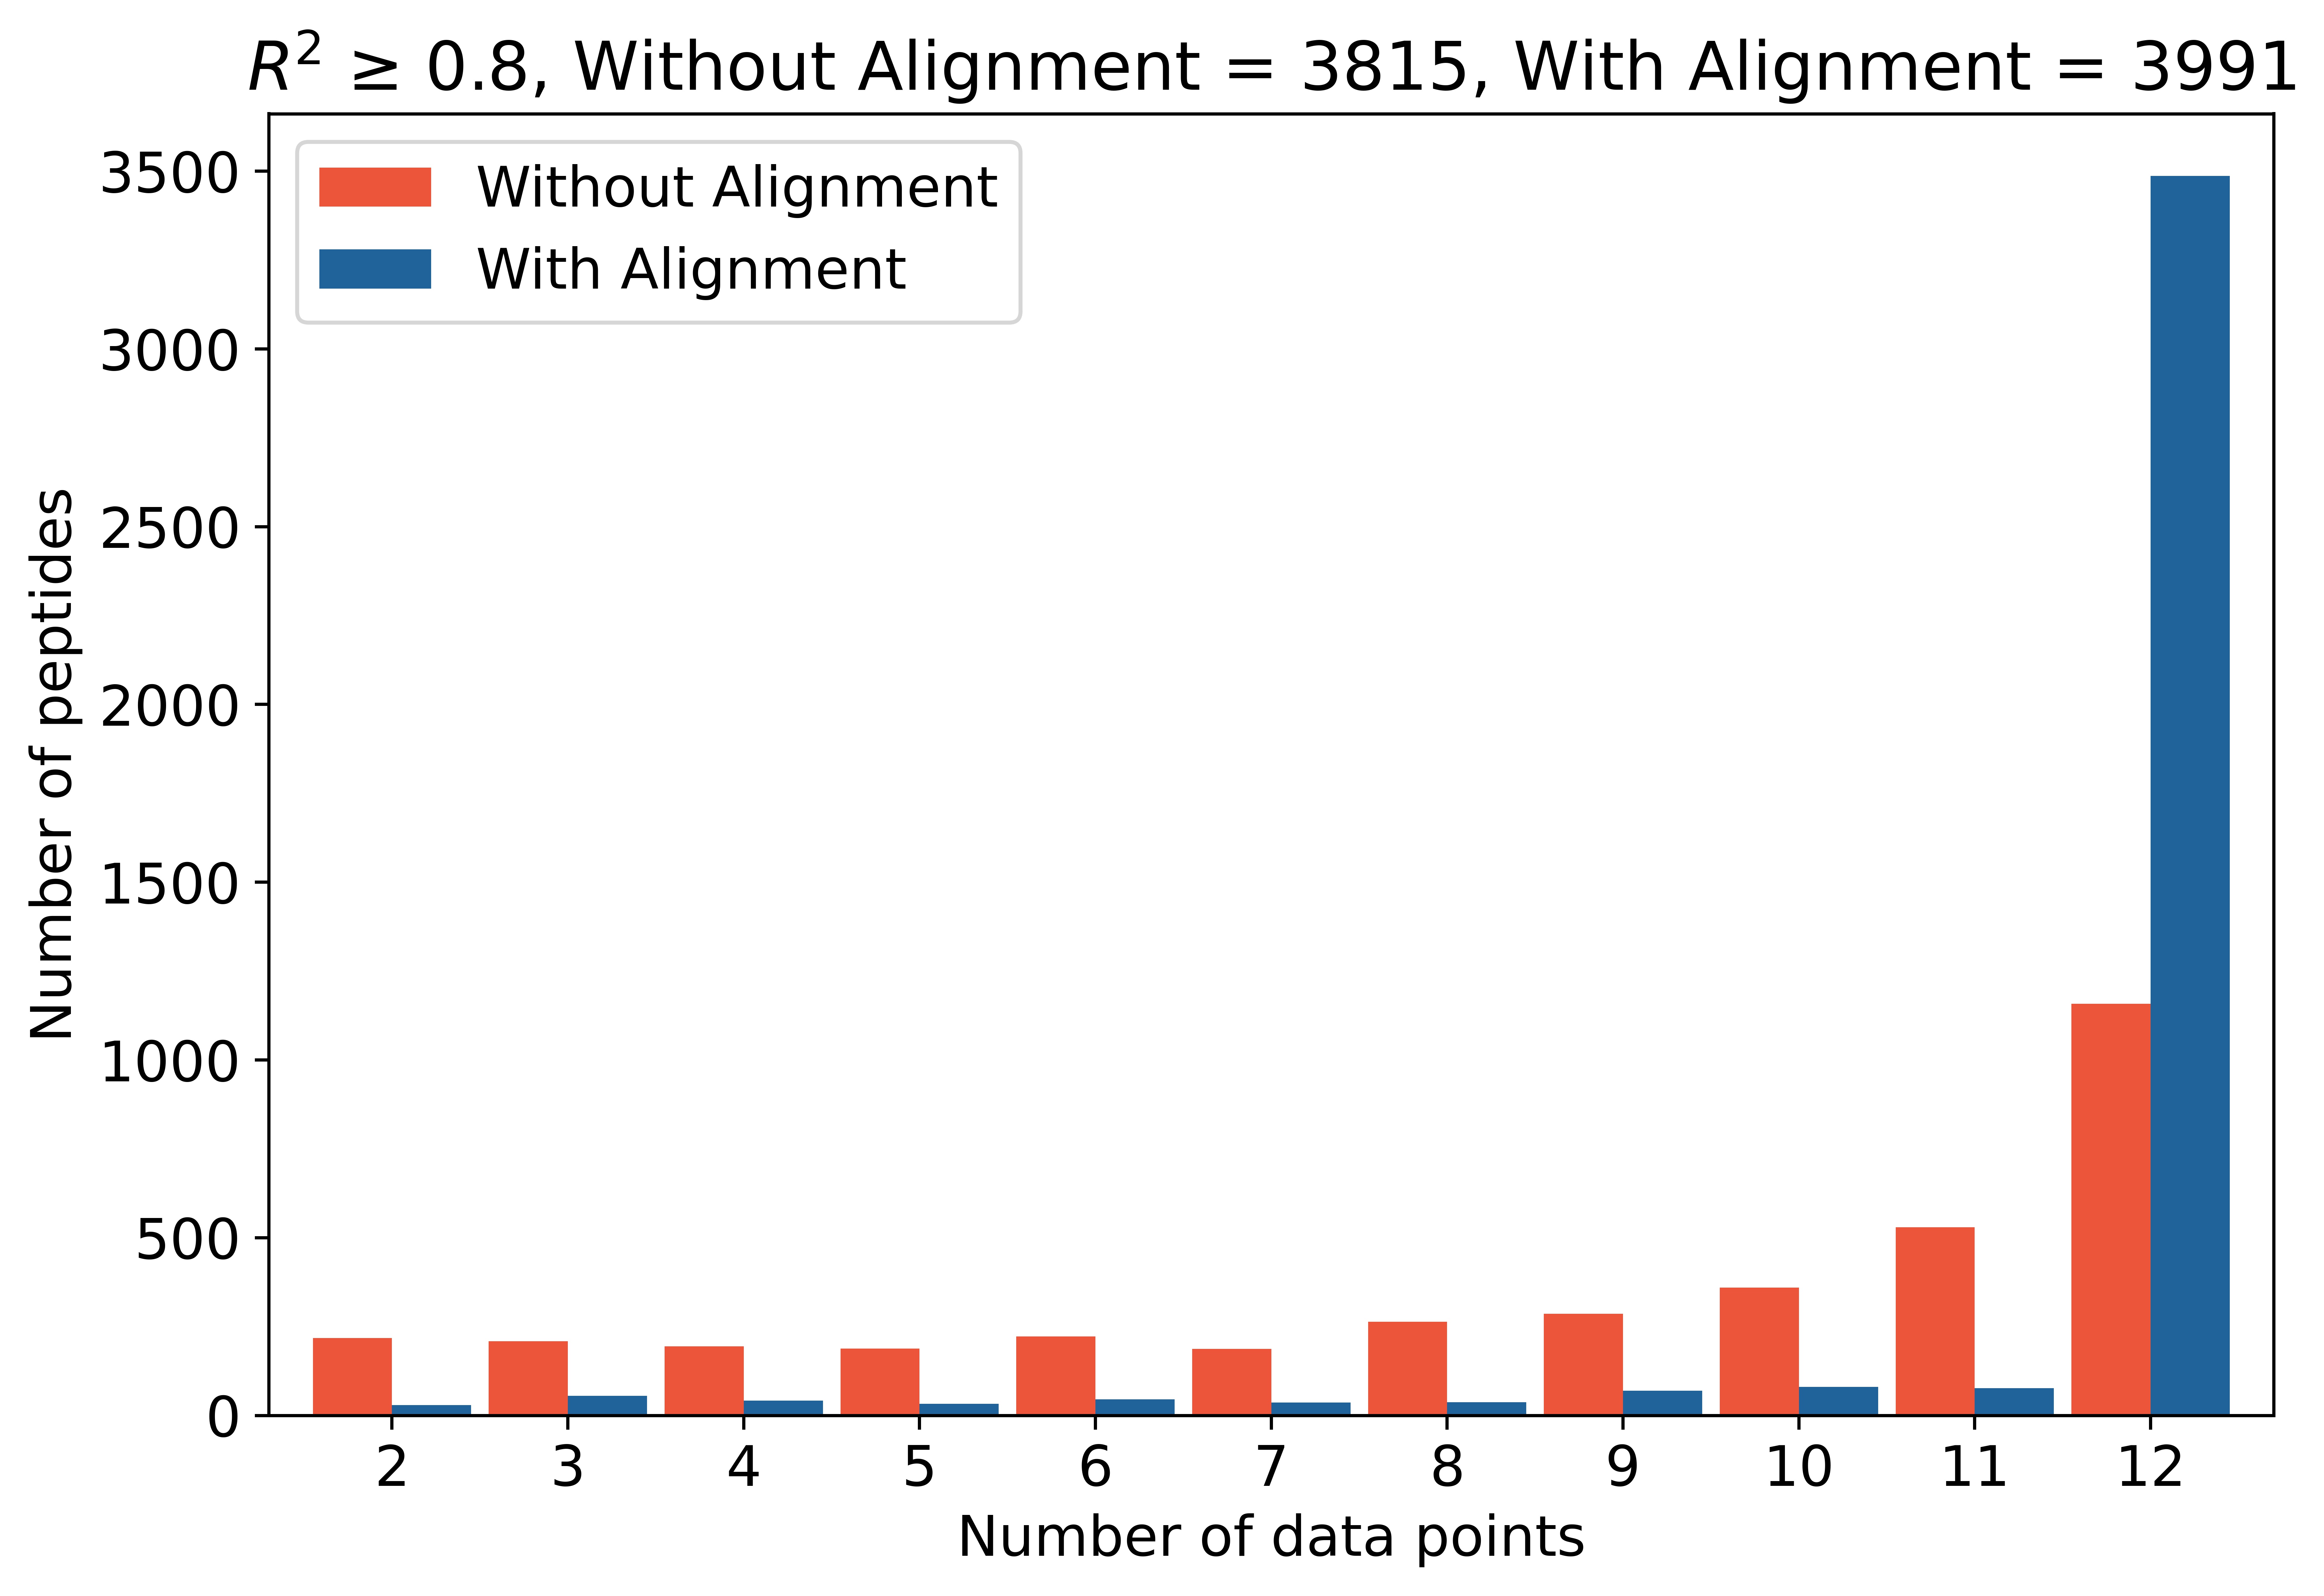 R² ≥ 0.8, Without Alignment = 3815, With Alignment = 3991
Without Alignment
With Alignment
3500
3000
2500
2000
1500
1000
500
0
Number of peptides
2 3 4 5 6 7 8 9 10 11 12
Number of data points